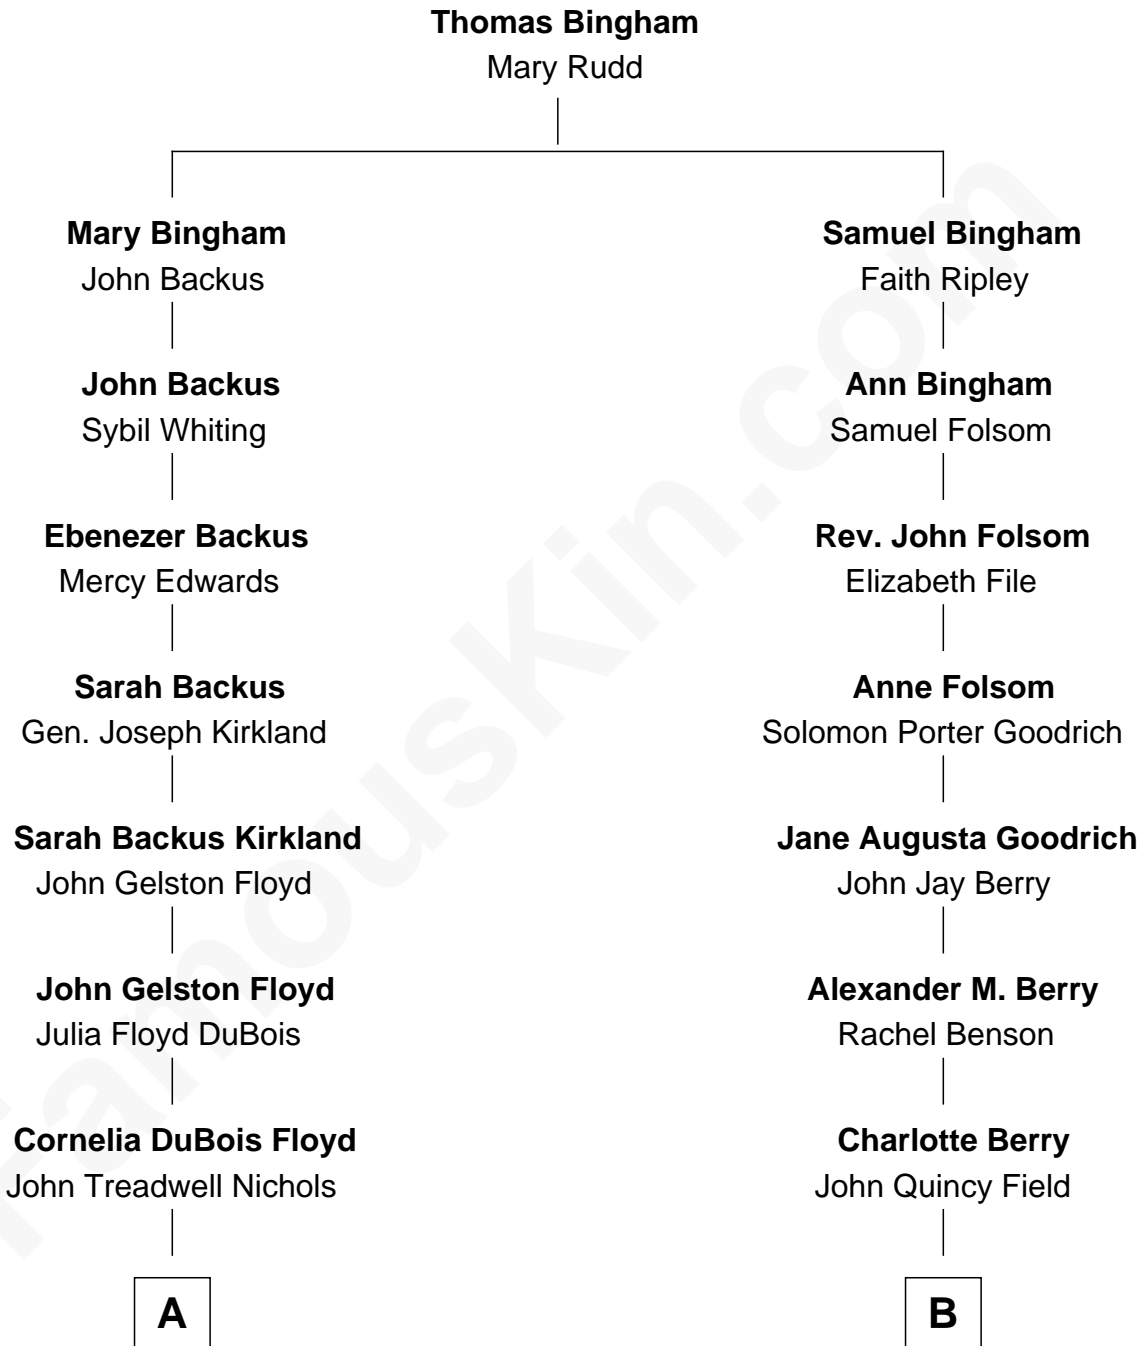 Thomas Bingham
Mary Rudd
Mary Bingham
John Backus
Samuel Bingham
Faith Ripley
John Backus
Sybil Whiting
Ann Bingham
Samuel Folsom
Ebenezer Backus
Mercy Edwards
Rev. John Folsom
Elizabeth File
Sarah Backus
Gen. Joseph Kirkland
Anne Folsom
Solomon Porter Goodrich
Sarah Backus Kirkland
John Gelston Floyd
Jane Augusta Goodrich
John Jay Berry
John Gelston Floyd
Julia Floyd DuBois
Alexander M. Berry
Rachel Benson
Cornelia DuBois Floyd
John Treadwell Nichols
Charlotte Berry
John Quincy Field
A
B
FamousKin.com